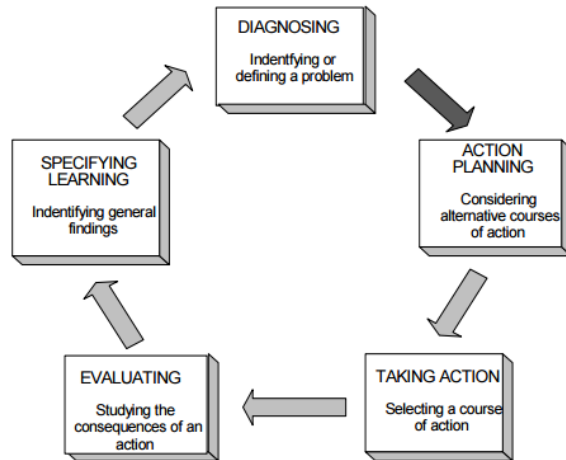 DIAGNOSING
Indentfying or
defining a problem
ACTION
PLANNING
Considering
alternative courses
of action
TAKING ACTION
Selecting a course
of action
EVALUATING
Studying the
consequences of an
action
SPECIFYING
LEARNING
Indentifying general
findings